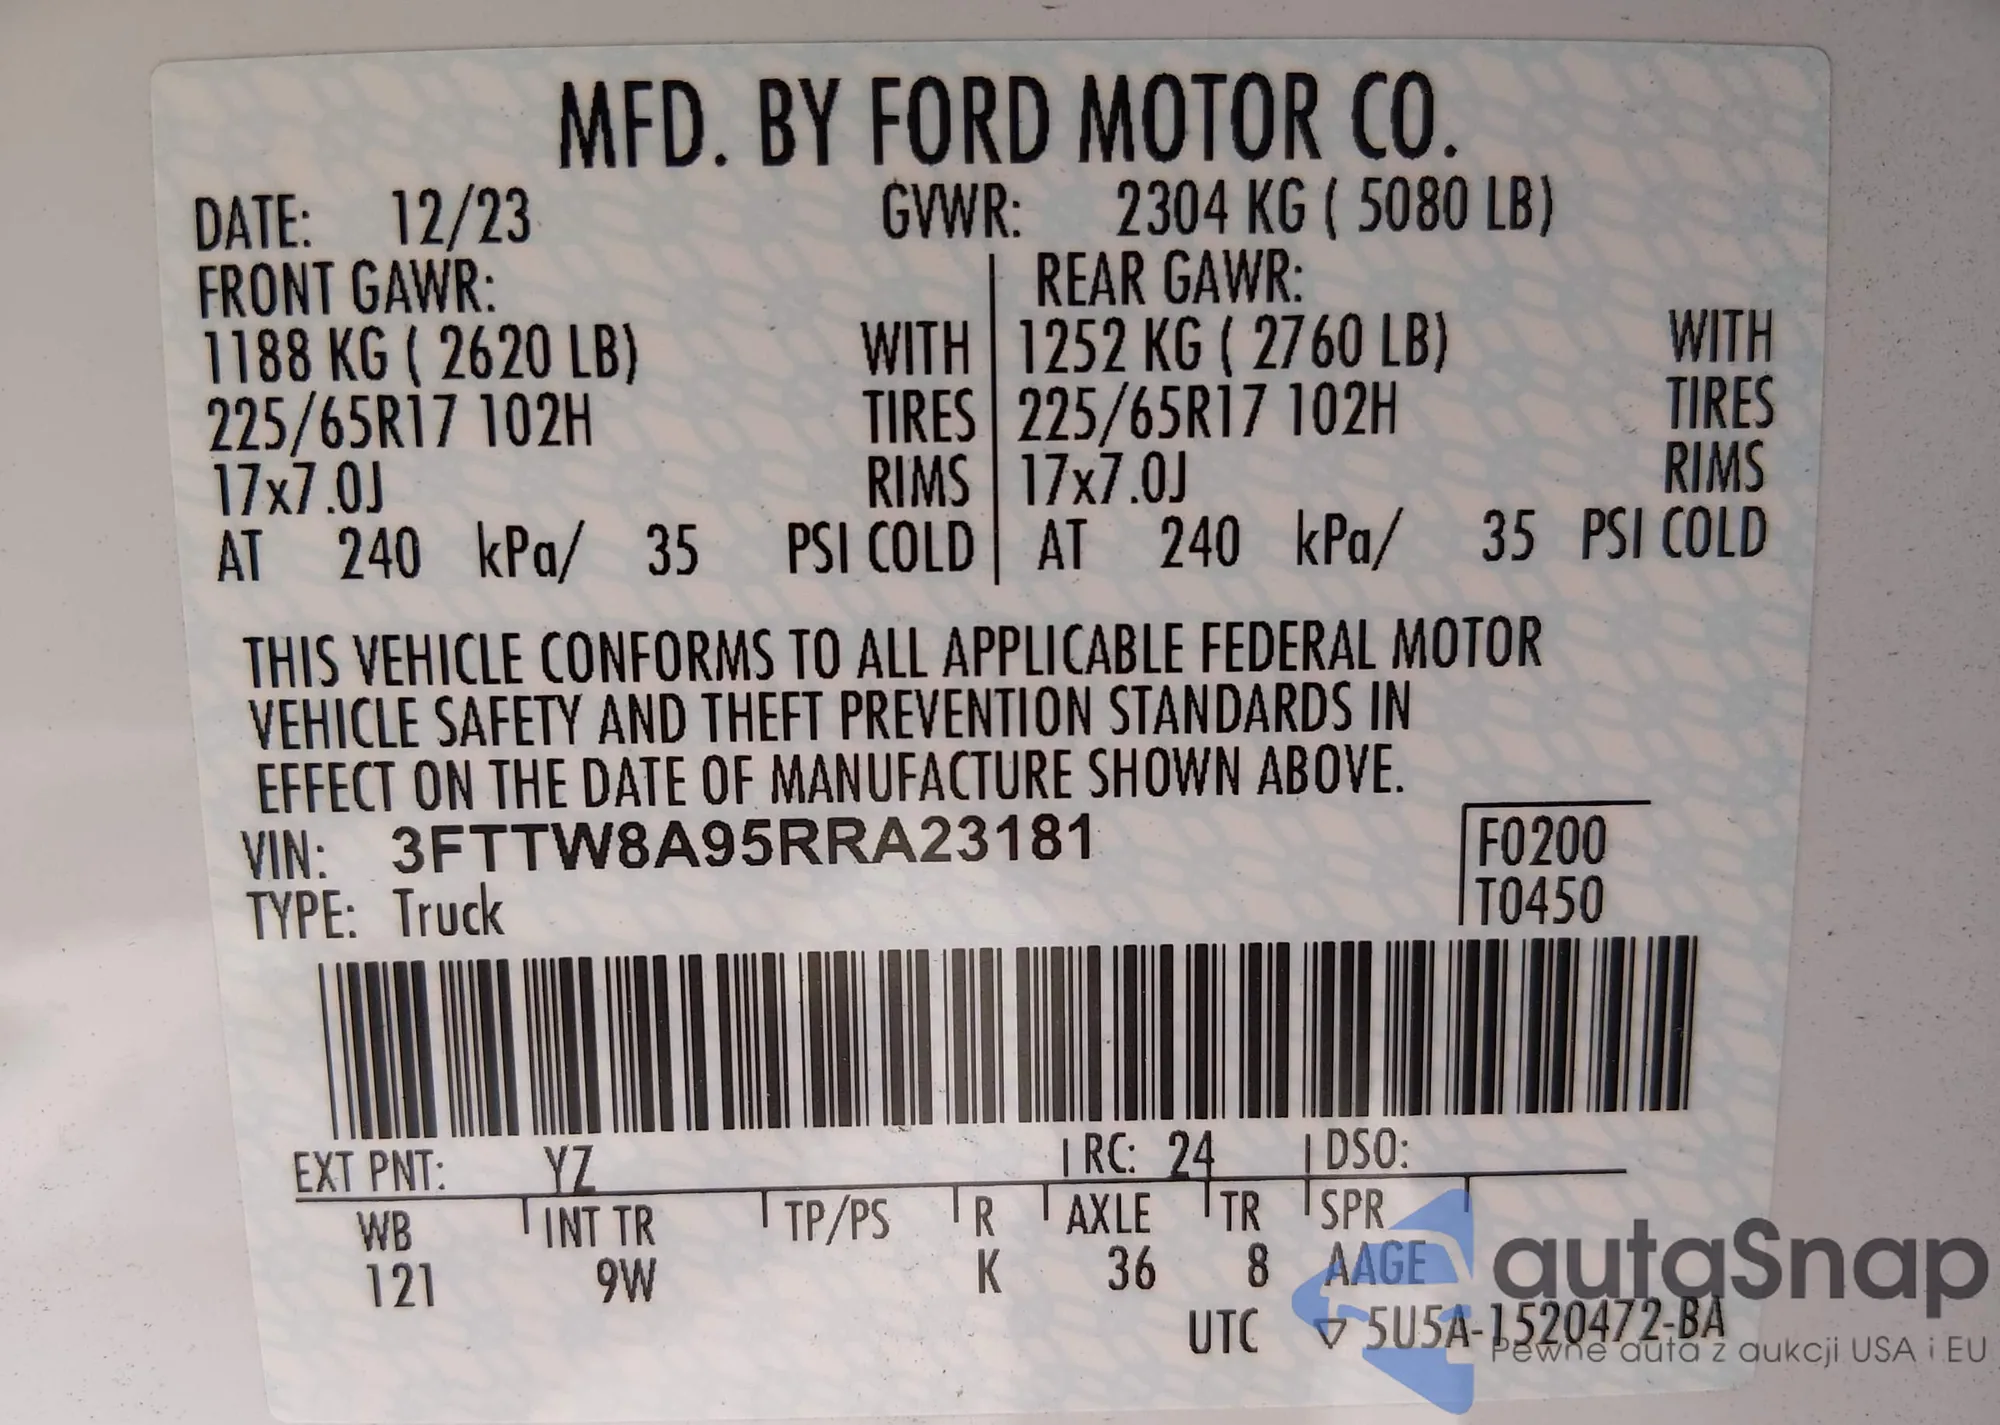 MFD. BY FORD MOTOR CO.
DATE: 12/23 GVWR: 2304 KG ( 5080 LB)
FRONT GAWR: REAR GAWR:
1188 KG ( 2620 LB) WITH 1252 KG ( 2760 LB) WITH
225/65R17 102H TIRES 225/65R17 102H TIRES
17x7.0J RIMS 17x7.0J RIMS
AT 240 kPa/ 35 PSI COLD AT 240 kPa/ 35 PSI COLD
THIS VEHICLE CONFORMS TO ALL APPLICABLE FEDERAL MOTOR
VEHICLE SAFETY AND THEFT PREVENTION STANDARDS IN
EFFECT ON THE DATE OF MANUFACTURE SHOWN ABOVE.
VIN: 3FTTW8A95RRA23181 F0200
TYPE: Truck T0450
EXT PNT: YZ RC: 24 DSO:
WB INT TR TP/PS R AXLE TR SPR
121 9W K 36 8 AAGE
UTC ▽ 5U5A-1520472-BA
autaSnap
Pewne auta z aukcji USA i EU